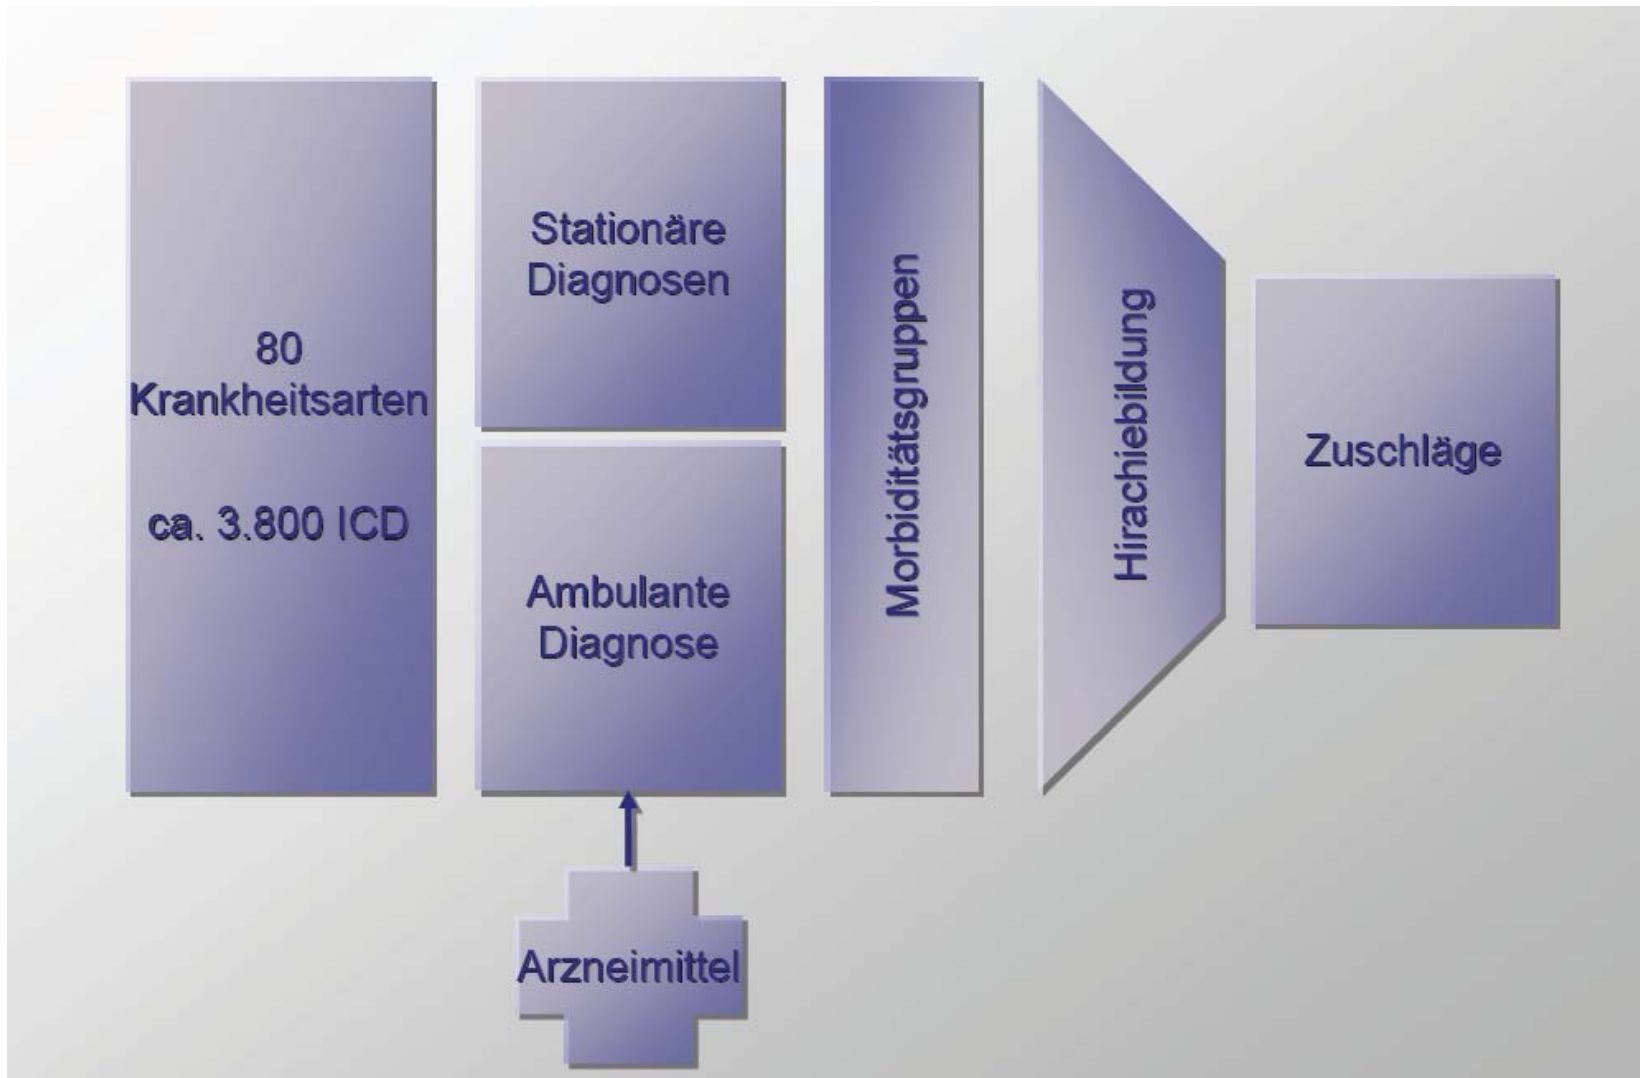 80
Krankheitsarten
ca. 3.800 ICD
Stationäre
Diagnosen
Ambulante
Diagnose
Arzneimittel
Morbiditätsgruppen
Hirachiebildung
Zuschläge